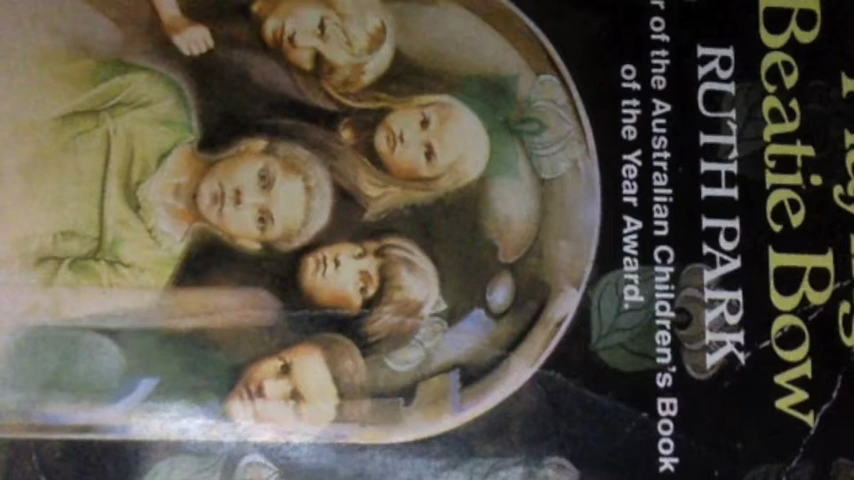 Beatie Bow
RUTH PARK
of the Australian Children's Book
of the Year Award.